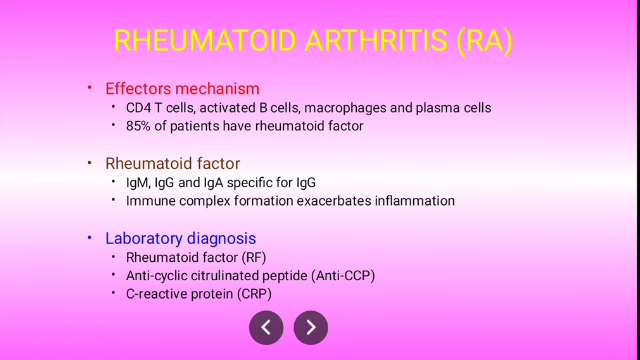 RHEUMATOID ARTHRITIS (RA)
• Effectors mechanism
• CD4 T cells, activated B cells, macrophages and plasma cells
• 85% of patients have rheumatoid factor
• Rheumatoid factor
• IgM, IgG and IgA specific for IgG
• Immune complex formation exacerbates inflammation
• Laboratory diagnosis
• Rheumatoid factor (RF)
• Anti-cyclic citrulinated peptide (Anti-CCP)
• C-reactive protein (CRP)